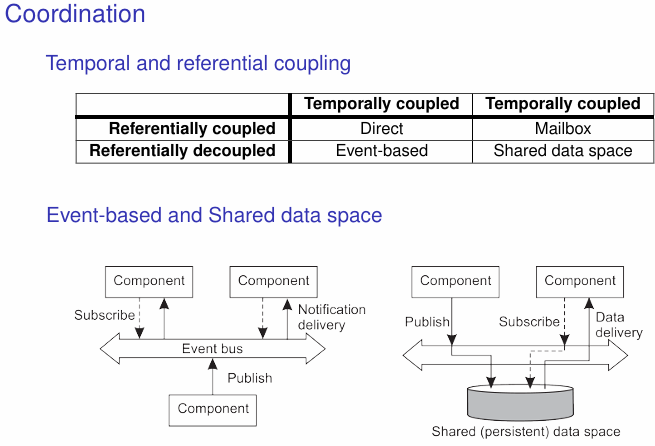 Coordination
Temporal and referential coupling
Temporally coupled Temporally coupled
Referentially coupled Direct Mailbox
Referentially decoupled Event-based Shared data space
Event-based and Shared data space
Component Component
Subscribe
Notification
delivery
Event bus
Publish
Component
Component Component
Publish Subscribe
Data
delivery
Shared (persistent) data space